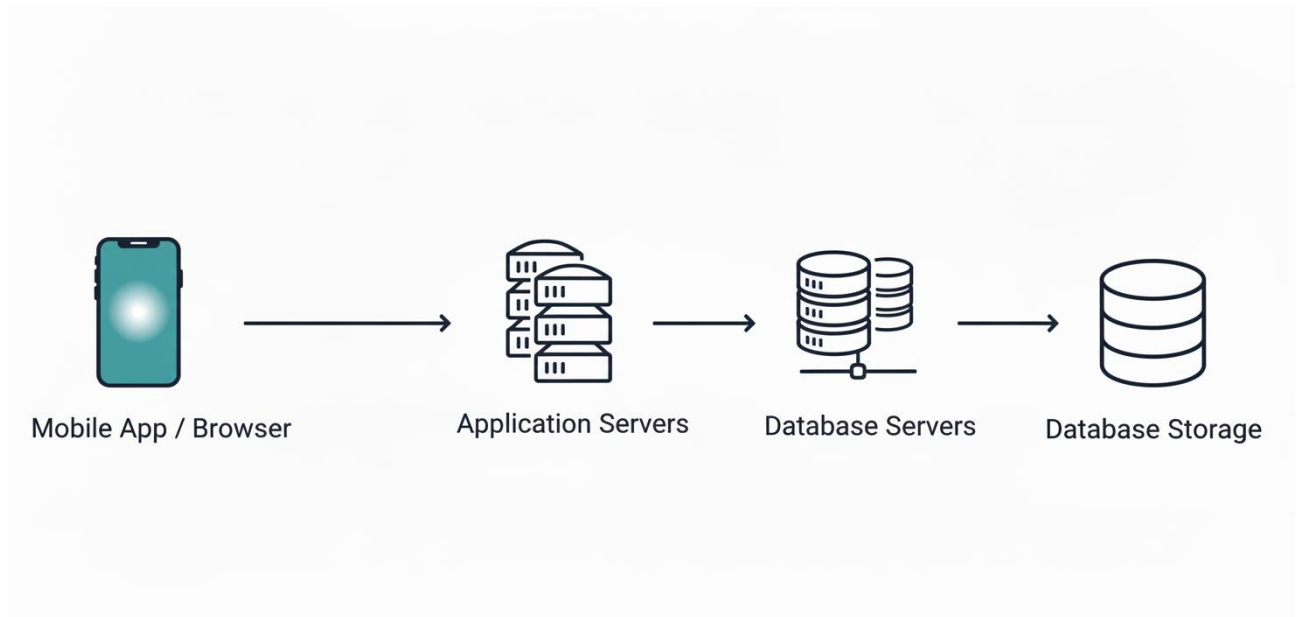 Mobile App / Browser
Application Servers
Database Servers
Database Storage